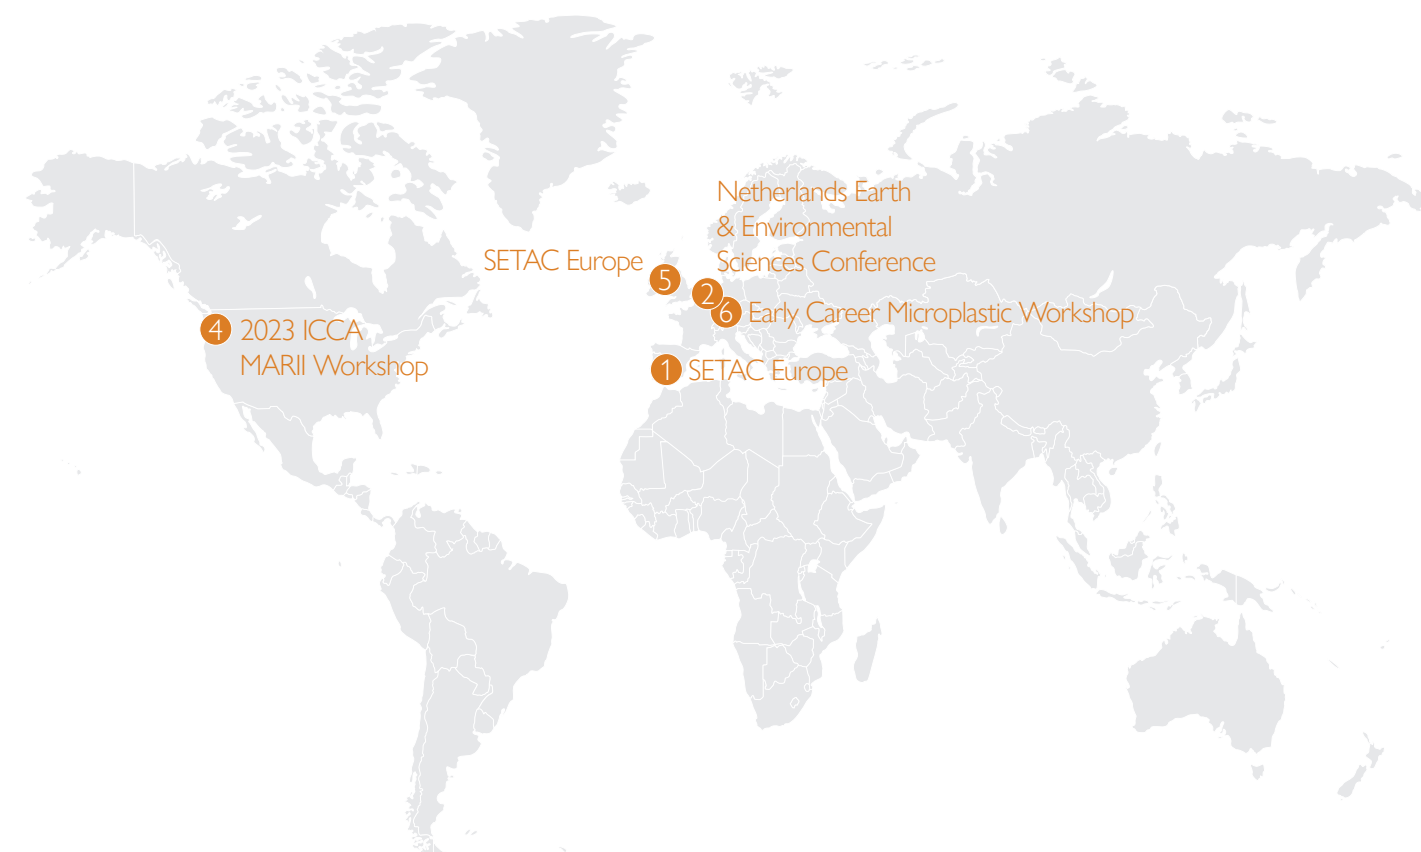 Netherlands Earth
& Environmental
Sciences Conference
SETAC Europe
5
2
6 Early Career Microplastic Workshop
4 2023 ICCA
MARII Workshop
1 SETAC Europe